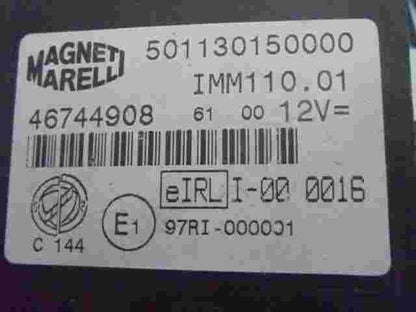 MAGNETI MARELLI
501130150000
IMM110.01
46744908 61 00 12V=
eIRL I-00 0016
C 144
E1
97RI-000001